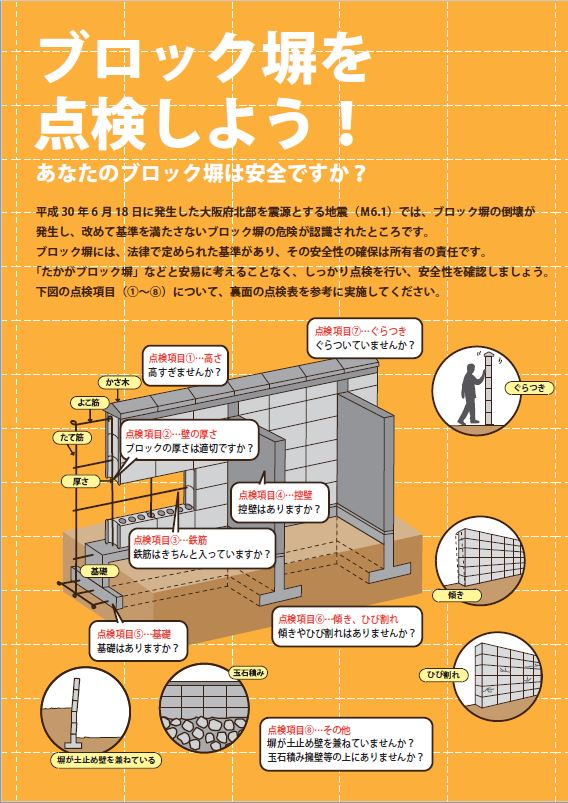 ブロック塀を
点検しよう！
あなたのブロック塀は安全ですか？
平成30年6月18日に発生した大阪府北部を震源とする地震（M6.1）では、ブロック塀の倒壊が
発生し、改めて基準を満たさないブロック塀の危険が認識されたところです。
ブロック塀には、法律で定められた基準があり、その安全性の確保は所有者の責任です。
「たかがブロック塀」などと安易に考えることなく、しっかり点検を行い、安全性を確認しましょう。
下図の点検項目（①～⑧）について、裏面の点検表を参考に実施してください。
点検項目⑦…ぐらつき
ぐらついていませんか？
点検項目①…高さ
高すぎませんか？
ぐらつき
かさ木
よこ筋
たて筋
厚さ
点検項目②…壁の厚さ
ブロックの厚さは適切ですか？
点検項目④…控壁
控壁はありますか？
点検項目③…鉄筋
鉄筋はきちんと入っていますか？
基礎
傾き
点検項目⑤…基礎
基礎はありますか？
点検項目⑥…傾き、ひび割れ
傾きやひび割れはありませんか？
ひび割れ
玉石積み
塀が土止め壁を兼ねている
点検項目⑧…その他
塀が土止め壁を兼ねていませんか？
玉石積み擁壁等の上にありませんか？